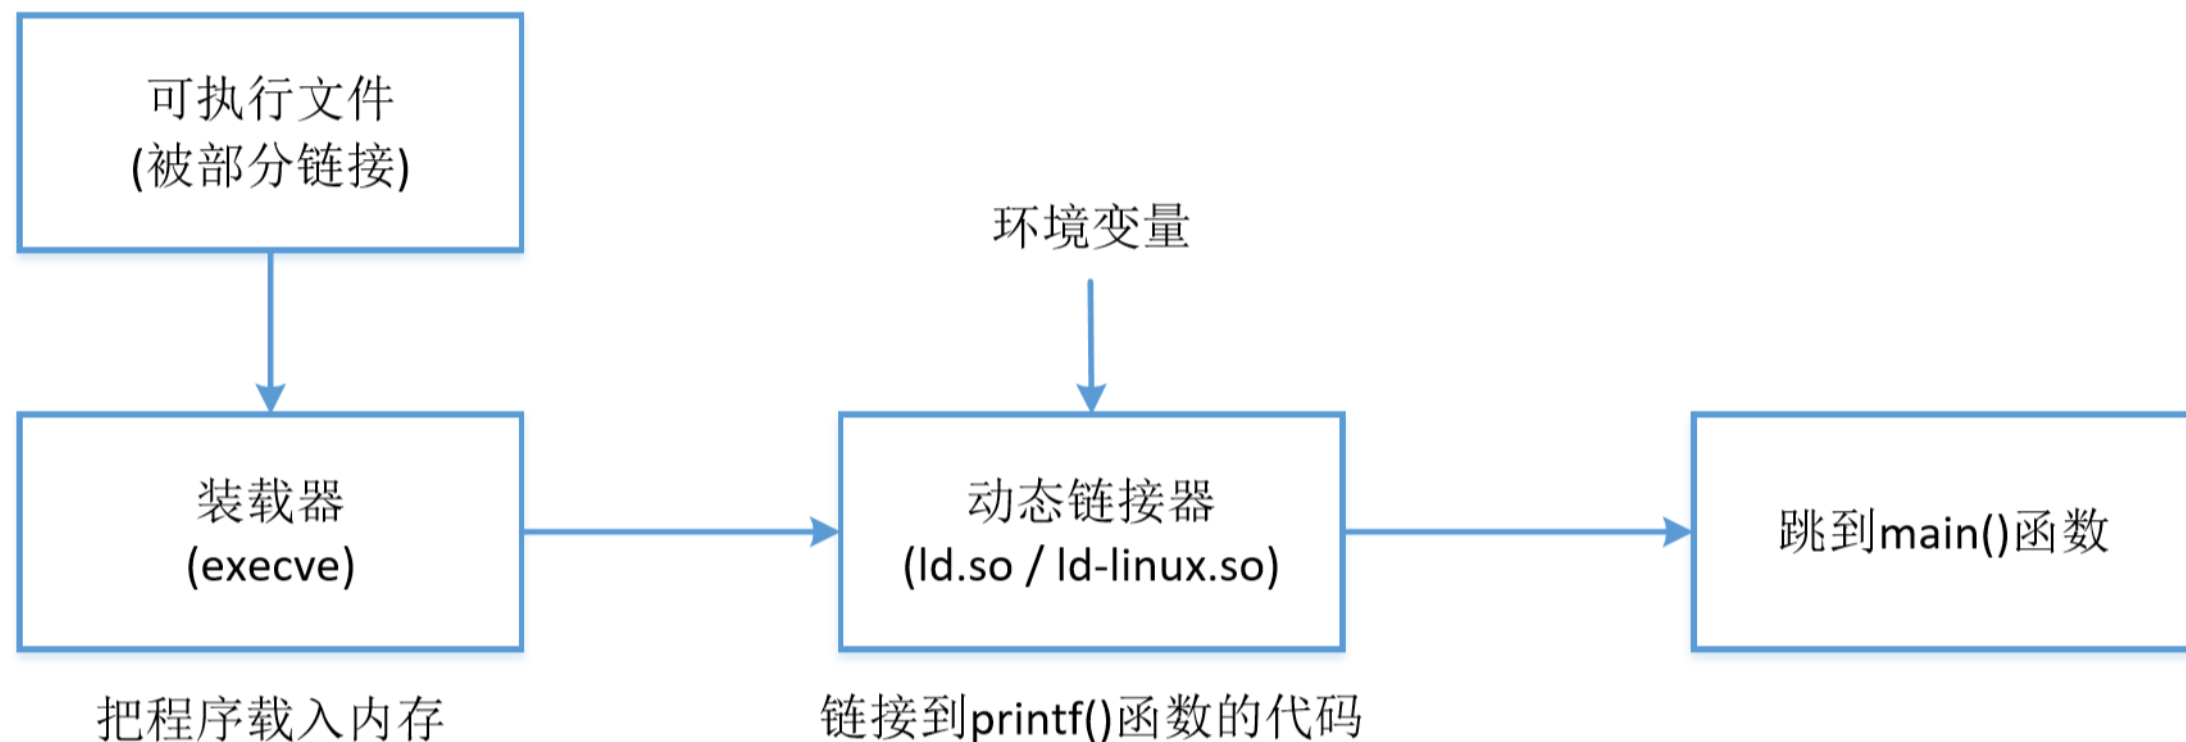 可执行文件
(被部分链接)
环境变量
装载器
(execve)
动态链接器
(ld.so / ld-linux.so)
跳到main()函数
把程序载入内存
链接到printf()函数的代码